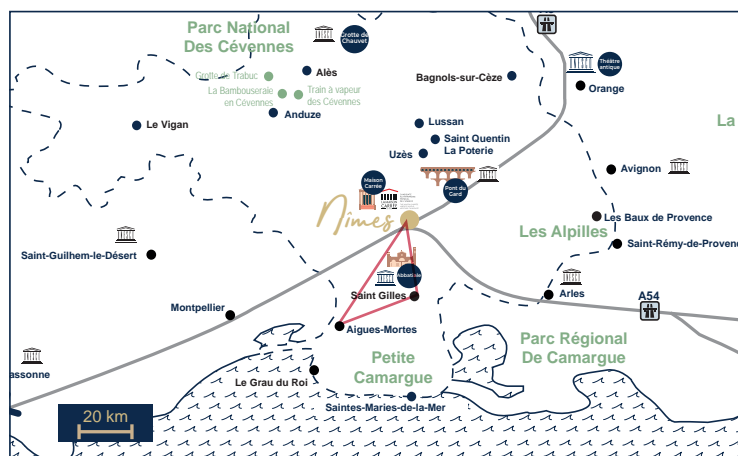 Parc National
Des Cévennes
Grotte de
Chauvet
Théâtre
antique
Grotte de Trabuc
Alès
Bagnols-sur-Cèze
Orange
La Bambouseraie
en Cévennes
Train à vapeur
des Cévennes
Anduze
Le Vigan
Lussan
Saint Quentin
La Poterie
Uzès
La
Avignon
Maison
Carrée
Pont du
Gard
Nîmes
Les Baux de Provence
Les Alpilles
Saint-Rémy-de-Provenc
Saint-Guilhem-le-Désert
Saint Gilles
Arles
A54
Montpellier
Aigues-Mortes
Parc Régional
De Camargue
assonne
Petite
Camargue
Le Grau du Roi
Saintes-Maries-de-la-Mer
20 km